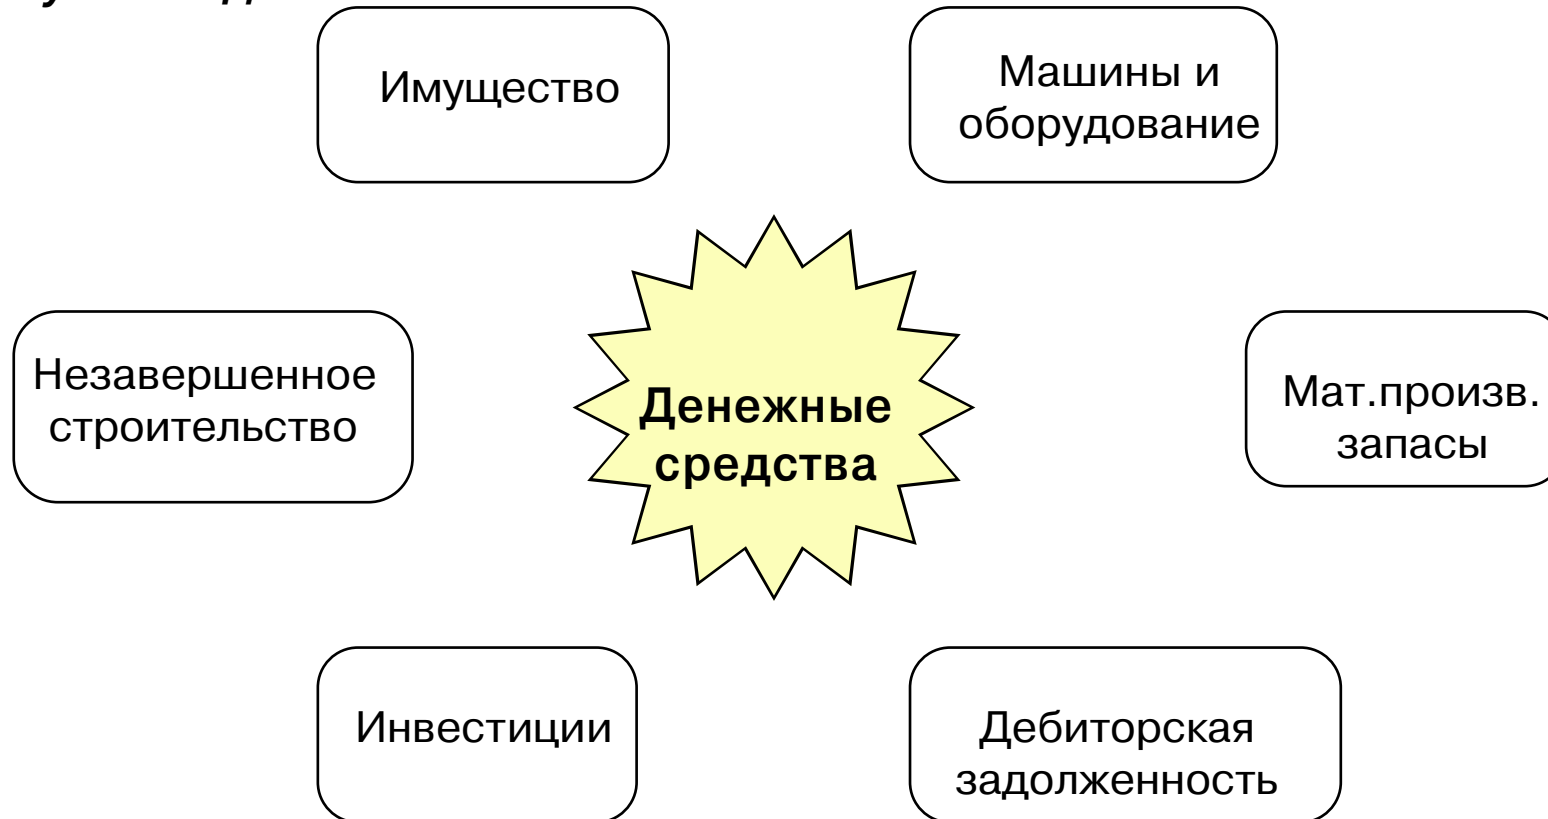 Имущество
Машины и
оборудование
Незавершенное
строительство
Денежные
средства
Мат.произв.
запасы
Инвестиции
Дебиторская
задолженность